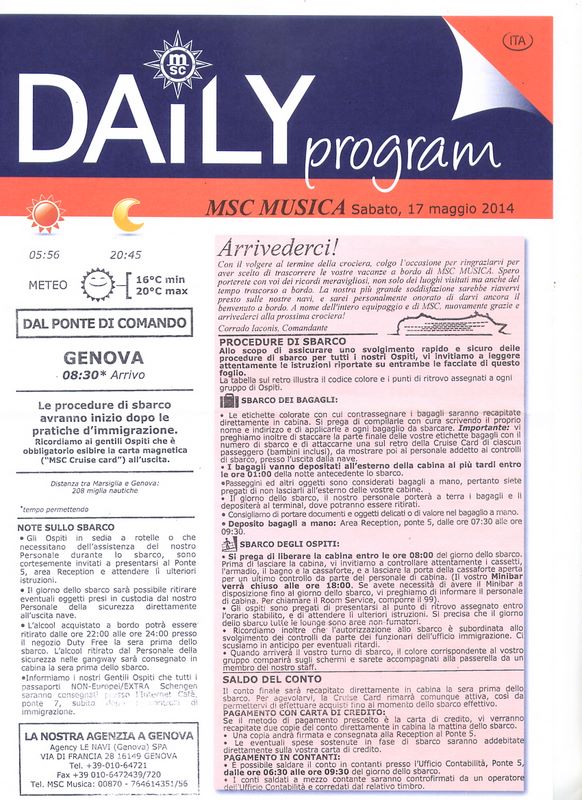 ITA
msc
DAiLY
program
MSC MUSICA Sabato, 17 maggio 2014
05:56 20:45
METEO 16°C min
20°C max
DAL PONTE DI COMANDO
GENOVA
08:30* Arrivo
Le procedure di sbarco
avranno inizio dopo le
pratiche d'immigrazione.
Ricordiamo ai gentili Ospiti che è
obbligatorio esibire la carta magnetica
("MSC Cruise card") all'uscita.
Distanza tra Marsiglia e Genova:
208 miglia nautiche
*tempo permettendo
NOTE SULLO SBARCO
• Gli Ospiti in sedia a rotelle o che
necessitano dell'assistenza del nostro
Personale durante lo sbarco, sono
cortesemente invitati a presentarsi al Ponte
5, area Reception e attendere lì ulteriori
istruzioni.
• Il giorno dello sbarco sarà possibile ritirare
eventuali oggetti presi in custodia dal nostro
Personale della sicurezza direttamente
all'uscita nave.
• L'alcol acquistato a bordo potrà essere
ritirato dalle ore 22:00 alle ore 24:00 presso
il negozio Duty Free la sera prima dello
sbarco. L'alcol ritirato dal Personale della
sicurezza nelle gangway sarà consegnato in
cabina la sera prima dello sbarco.
•Informiamo i nostri Gentili Ospiti che tutti i
passaporti NON-Europei/EXTRA Schengen
saranno consegnati presso l'Internet Café,
ponte 7, subito dopo i controlli di
immigrazione.
LA NOSTRA AGENZIA A GENOVA
Agency LE NAVI (Genova) SPA
VIA DI FRANCIA 28 16149 GENOVA
Tel. +39-010-64721
Fax +39 010-6472439/720
Tel. MSC Musica: 00870 - 764614351/56
Arrivederci!
Con il volgere al termine della crociera, colgo l'occasione per ringraziarvi per
aver scelto di trascorrere le vostre vacanze a bordo di MSC MUSICA. Spero
porterete con voi dei ricordi meravigliosi, non solo dei luoghi visitati ma anche del
tempo trascorso a bordo. La nostra più grande soddisfazione sarebbe riavervi
presto sulle nostre navi, e sarei personalmente onorato di darvi ancora il
benvenuto a bordo. A nome dell'intero equipaggio e di MSC, nuovamente grazie e
arrivederci alla prossima crociera!
Corrado Iaconis, Comandante
PROCEDURE DI SBARCO
Allo scopo di assicurare uno svolgimento rapido e sicuro delle
procedure di sbarco per tutti i nostri Ospiti, vi invitiamo a leggere
attentamente le istruzioni riportate su entrambe le facciate di questo
foglio.
La tabella sul retro illustra il codice colore e i punti di ritrovo assegnati a ogni
gruppo di Ospiti.
SBARCO DEI BAGAGLI:
• Le etichette colorate con cui contrassegnare i bagagli saranno recapitate
direttamente in cabina. Si prega di compilarle con cura scrivendo il proprio
nome e indirizzo e di applicarle a ogni bagaglio da sbarcare. Importante: vi
preghiamo inoltre di staccare la parte finale delle vostre etichette bagagli con il
numero di sbarco e di attaccarne una sul retro della Cruise Card di ciascun
passeggero (bambini inclusi), da mostrare poi al personale addetto ai controlli
di sbarco, presso l'uscita dalla nave.
• I bagagli vanno depositati all'esterno della cabina al più tardi entro
le ore 01:00 della notte antecedente lo sbarco.
•Passeggini ed altri oggetti sono considerati bagagli a mano, pertanto siete
pregati di non lasciarli all'esterno delle vostre cabine.
• Il giorno dello sbarco, il nostro personale porterà a terra i bagagli e li
depositerà al terminal, dove potranno essere ritirati.
• Consigliamo di portare documenti e oggetti delicati o di valore nel bagaglio a mano.
• Deposito bagagli a mano: Area Reception, ponte 5, dalle ore 07:30 alle ore
09:30.
SBARCO DEGLI OSPITI:
• Si prega di liberare la cabina entro le ore 08:00 del giorno dello sbarco.
Prima di lasciare la cabina, vi invitiamo a controllare attentamente i cassetti,
l'armadio, il bagno e la cassaforte, e a lasciare la porta della cassaforte aperta
per un ultimo controllo da parte del personale di cabina. (Il vostro Minibar
verrà chiuso alle ore 18:00. Se avete necessità di avere il Minibar a
disposizione fino al giorno dello sbarco, vi preghiamo di informare il personale
di cabina. Per chiamare il Room Service, comporre il 99).
• Gli ospiti sono pregati di presentarsi al punto di ritrovo assegnato entro
l'orario stabilito, e di attendere lì ulteriori istruzioni. Si precisa che il giorno
dello sbarco tutte le lounge sono aree non-fumatori.
• Ricordiamo inoltre che l'autorizzazione allo sbarco è subordinata allo
svolgimento dei controlli da parte dei funzionari dell'ufficio immigrazione. Ci
scusiamo in anticipo per eventuali ritardi.
• Quando arriverà il vostro turno di sbarco, il colore corrispondente al vostro
gruppo comparirà sugli schermi e sarete accompagnati alla passerella da un
membro del nostro staff.
SALDO DEL CONTO
Il conto finale sarà recapitato direttamente in cabina la sera prima dello
sbarco. Per agevolarvi, la Cruise Card rimarrà comunque attiva, così da
permettervi di effettuare acquisti fino al momento dello sbarco effettivo.
PAGAMENTO CON CARTA DI CREDITO:
Se il metodo di pagamento prescelto è la carta di credito, vi verranno
recapitate due copie del conto direttamente in cabina la mattina dello sbarco.
• Una copia andrà firmata e consegnata alla Reception al Ponte 5.
• Le eventuali spese sostenute in fase di sbarco saranno addebitate
direttamente sulla vostra carta di credito.
PAGAMENTO IN CONTANTI:
• È possibile saldare il conto in contanti presso l'Ufficio Contabilità, Ponte 5,
dalle ore 06:30 alle ore 09:30 del giorno dello sbarco.
• I conti saldati a mezzo contante saranno controfirmati da un operatore
dell'Ufficio Contabilità e corredati dal relativo timbro.